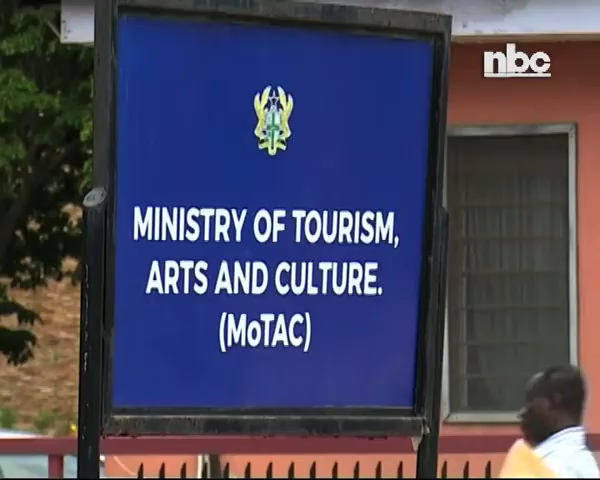 nbc
MINISTRY OF TOURISM,
ARTS AND CULTURE.
(MoTAC)